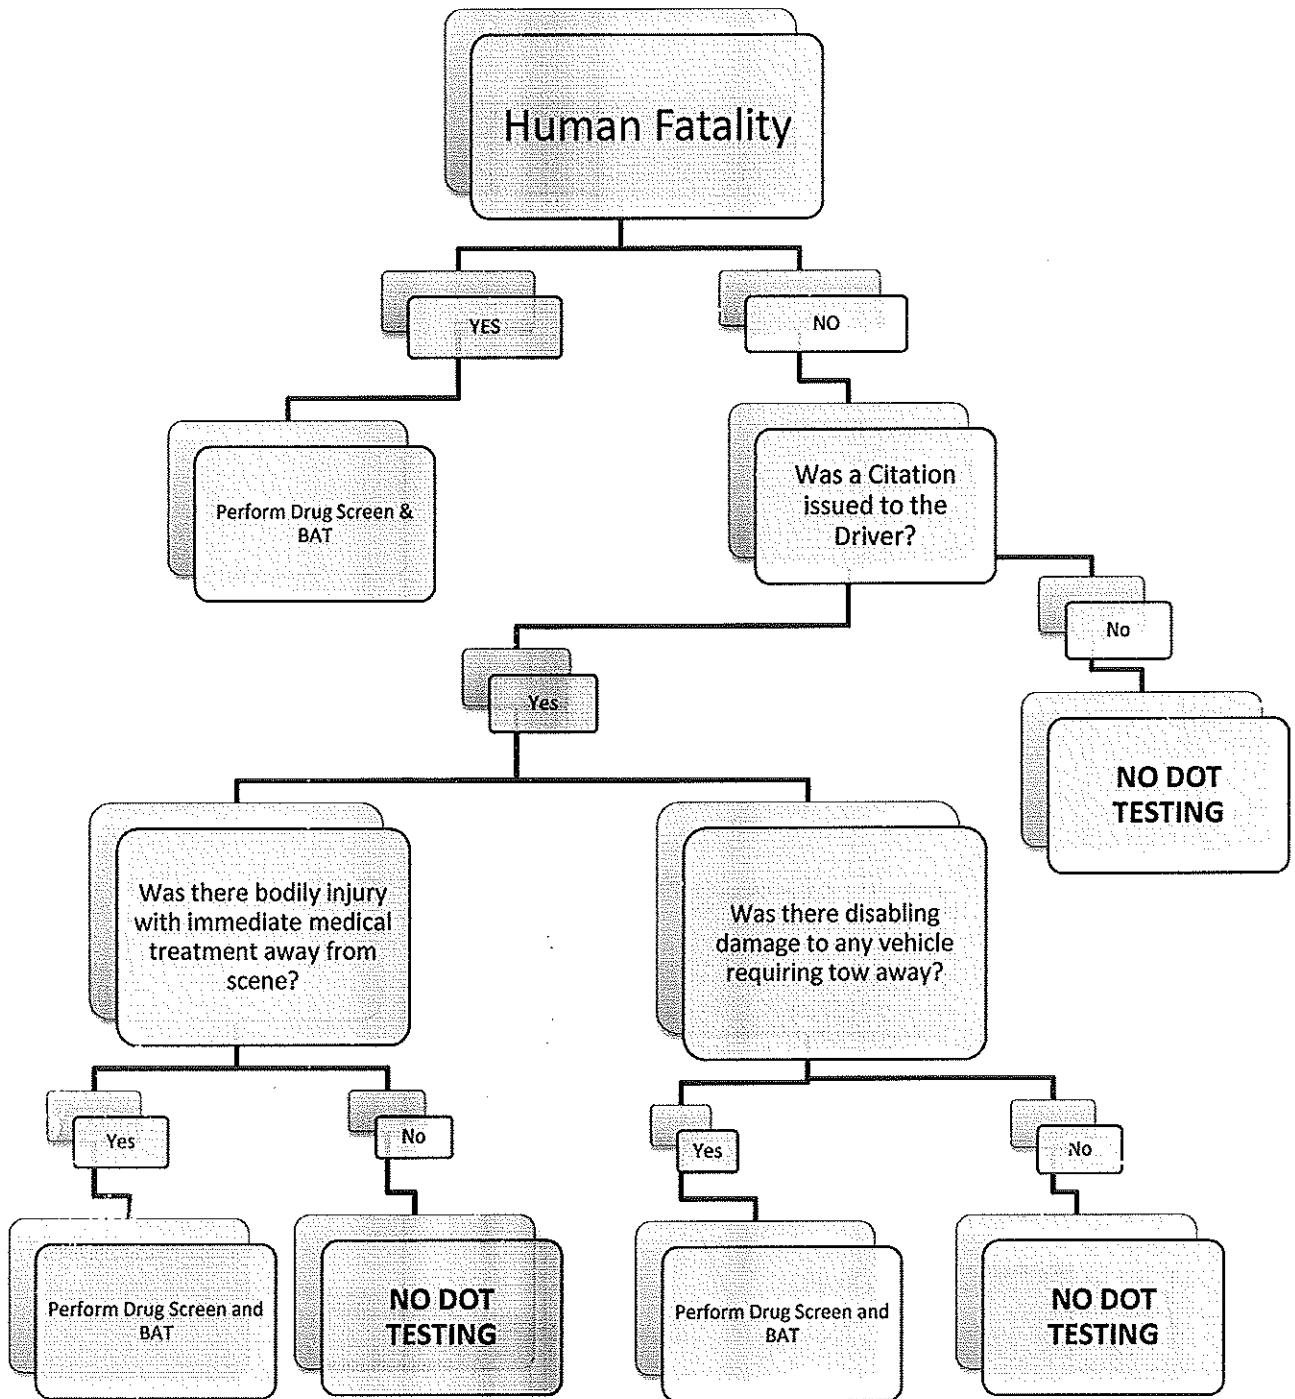 Human Fatality
YES
NO
Perform Drug Screen &
BAT
Was a Citation
issued to the
Driver?
No
Yes
NO DOT
TESTING
Was there bodily injury
with immediate medical
treatment away from
scene?
Was there disabling
damage to any vehicle
requiring tow away?
Yes
No
Yes
No
Perform Drug Screen and
BAT
NO DOT
TESTING
Perform Drug Screen and
BAT
NO DOT
TESTING